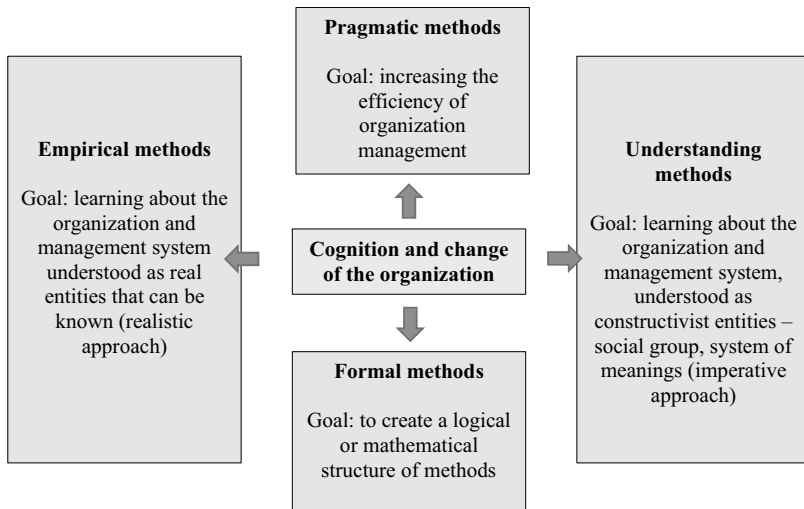 Pragmatic methods
Goal: increasing the
efficiency of
organization
management
Empirical methods
Goal: learning about the
organization and
management system
understood as real
entities that can be
known (realistic
approach)
Cognition and change
of the organization
Understanding
methods
Goal: learning about the
organization and
management system,
understood as
constructivist entities –
social group, system of
meanings (imperative
approach)
Formal methods
Goal: to create a logical
or mathematical
structure of methods